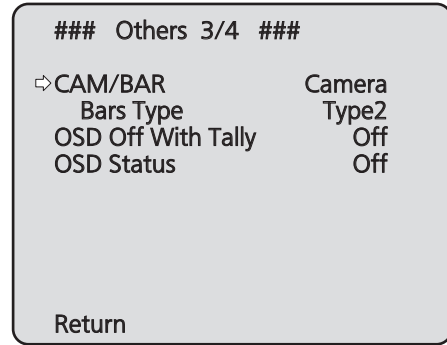 ### Others 3/4 ###
⇨CAM/BAR Camera
Bars Type Type2
OSD Off With Tally Off
OSD Status Off
Return